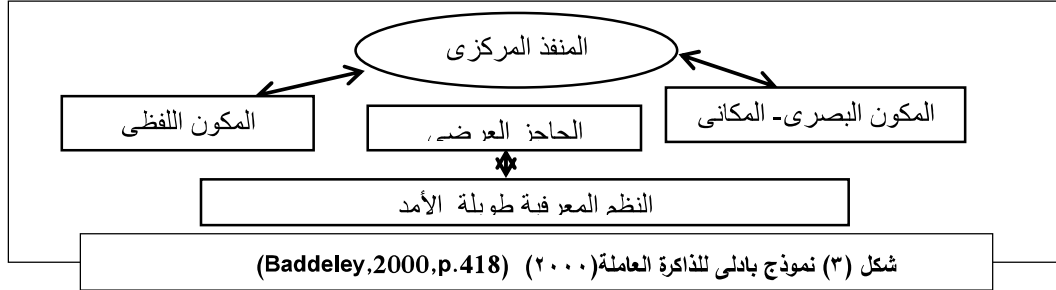 المنفذ المركزى
المكون البصرى- المكانى
الحاجز العرضى
المكون اللفظى
النظم المعرفية طويلة الأمد
شكل (٣) نموذج بادلى للذاكرة العاملة(٢٠٠٠) (Baddeley,2000,p.418)